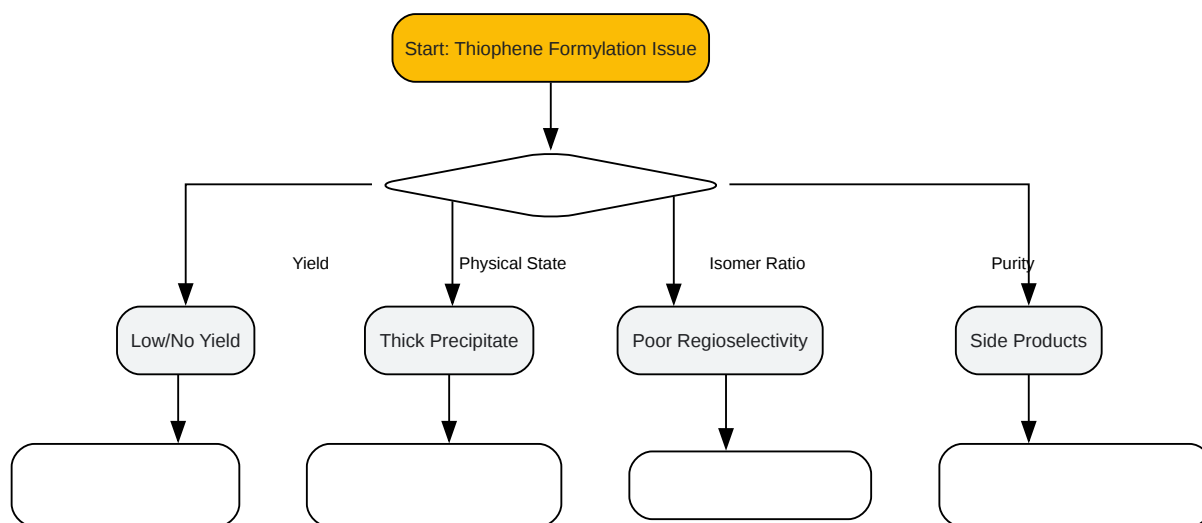 Start: Thiophene Formylation Issue
Yield
Physical State
Isomer Ratio
Purity
Low/No Yield
Thick Precipitate
Poor Regioselectivity
Side Products